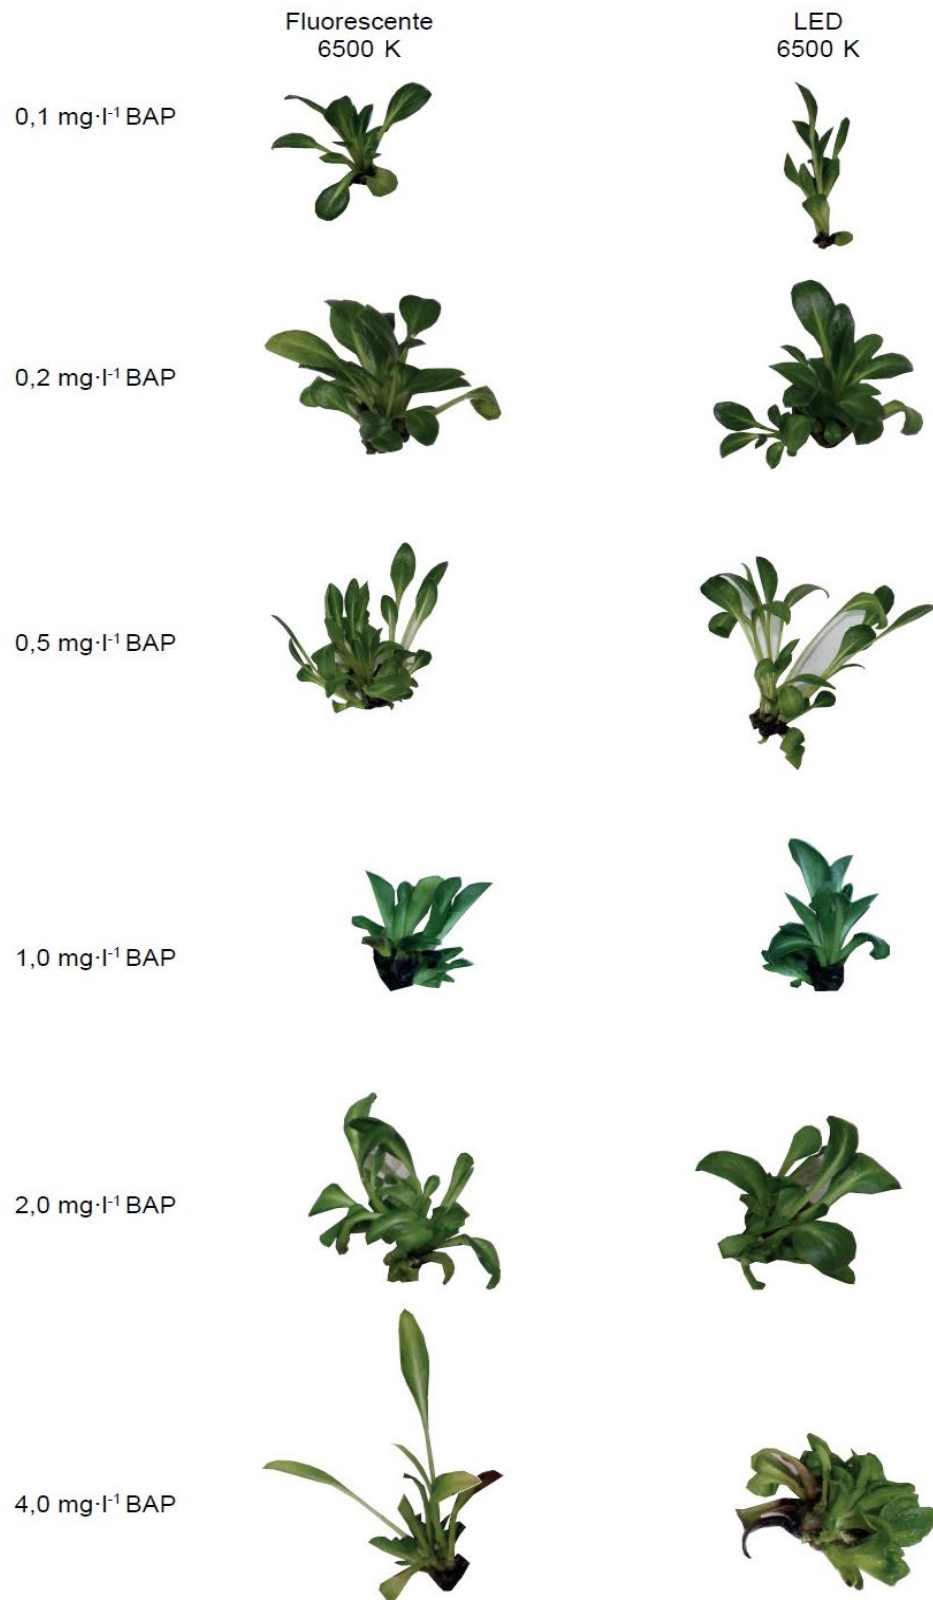 Fluorescente
6500 K
LED
6500 K
0,1 mg·l⁻¹ BAP
0,2 mg·l⁻¹ BAP
0,5 mg·l⁻¹ BAP
1,0 mg·l⁻¹ BAP
2,0 mg·l⁻¹ BAP
4,0 mg·l⁻¹ BAP